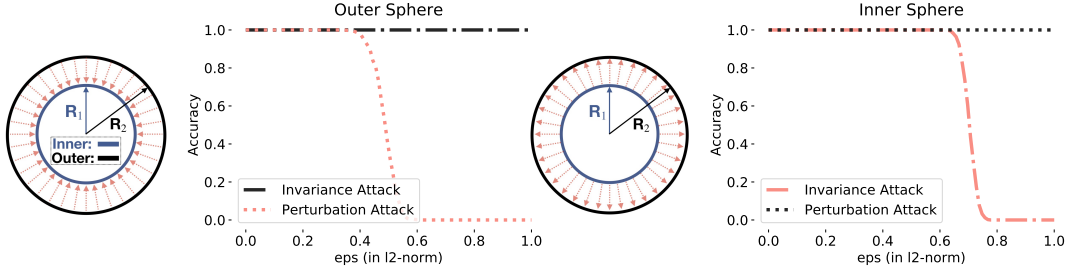 R1
R2
Inner:
Outer:
Outer Sphere
Accuracy
1.0
0.8
0.6
0.4
0.2
0.0
Invariance Attack
Perturbation Attack
0.0 0.2 0.4 0.6 0.8 1.0
eps (in l2-norm)
R1
R2
Inner Sphere
Accuracy
1.0
0.8
0.6
0.4
0.2
0.0
Invariance Attack
Perturbation Attack
0.0 0.2 0.4 0.6 0.8 1.0
eps (in l2-norm)